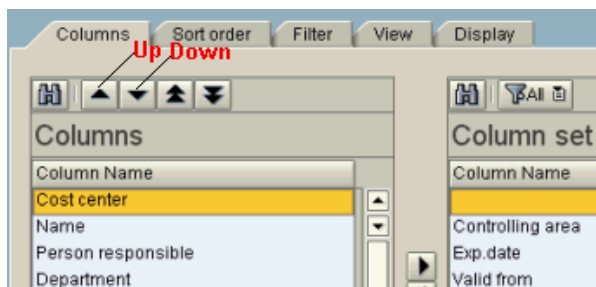 Columns Sort order Filter View Display
Up Down
All
Columns
Column set
Column Name
Column Name
Cost center
Name
Controlling area
Person responsible
Exp.date
Department
Valid from